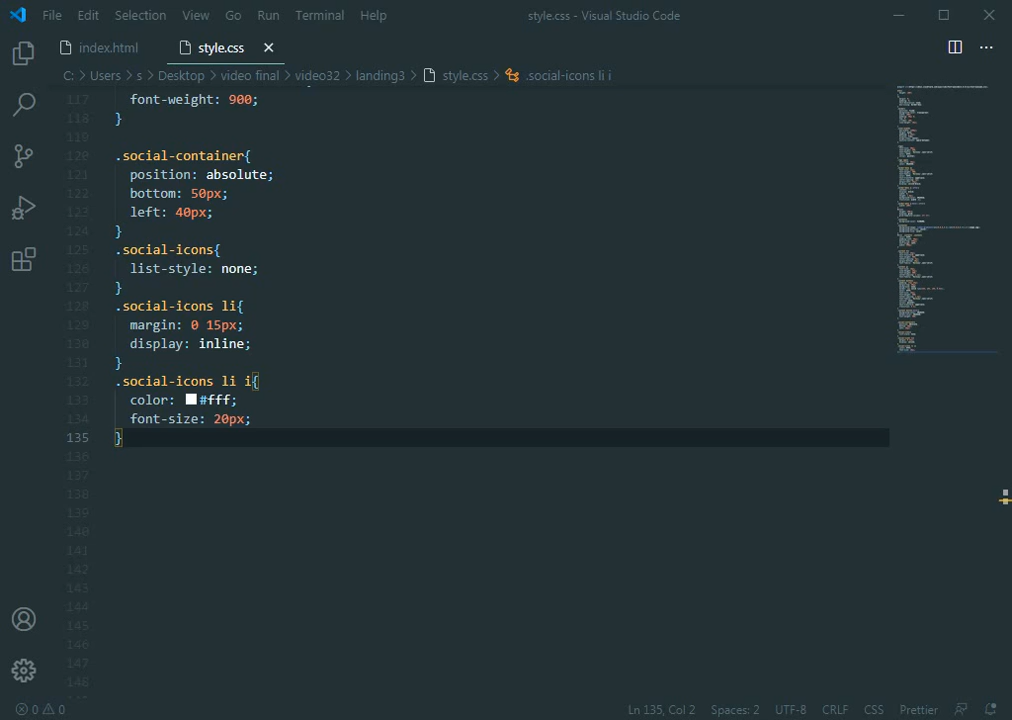 File Edit Selection View Go Run Terminal Help style.css - Visual Studio Code
index.html style.css
C: > Users > s > Desktop > video final > video32 > landing3 > style.css > .social-icons li i
117 font-weight: 900;
118 }
119
120 .social-container{
121 position: absolute;
122 bottom: 50px;
123 left: 40px;
124 }
125 .social-icons{
126 list-style: none;
127 }
128 .social-icons li{
129 margin: 0 15px;
130 display: inline;
131 }
132 .social-icons li i{
133 color: #fff;
134 font-size: 20px;
135 }
136
137
138
139
140
141
142
143
144
145
146
147
148
0 0 Ln 135, Col 2 Spaces: 2 UTF-8 CRLF CSS Prettier